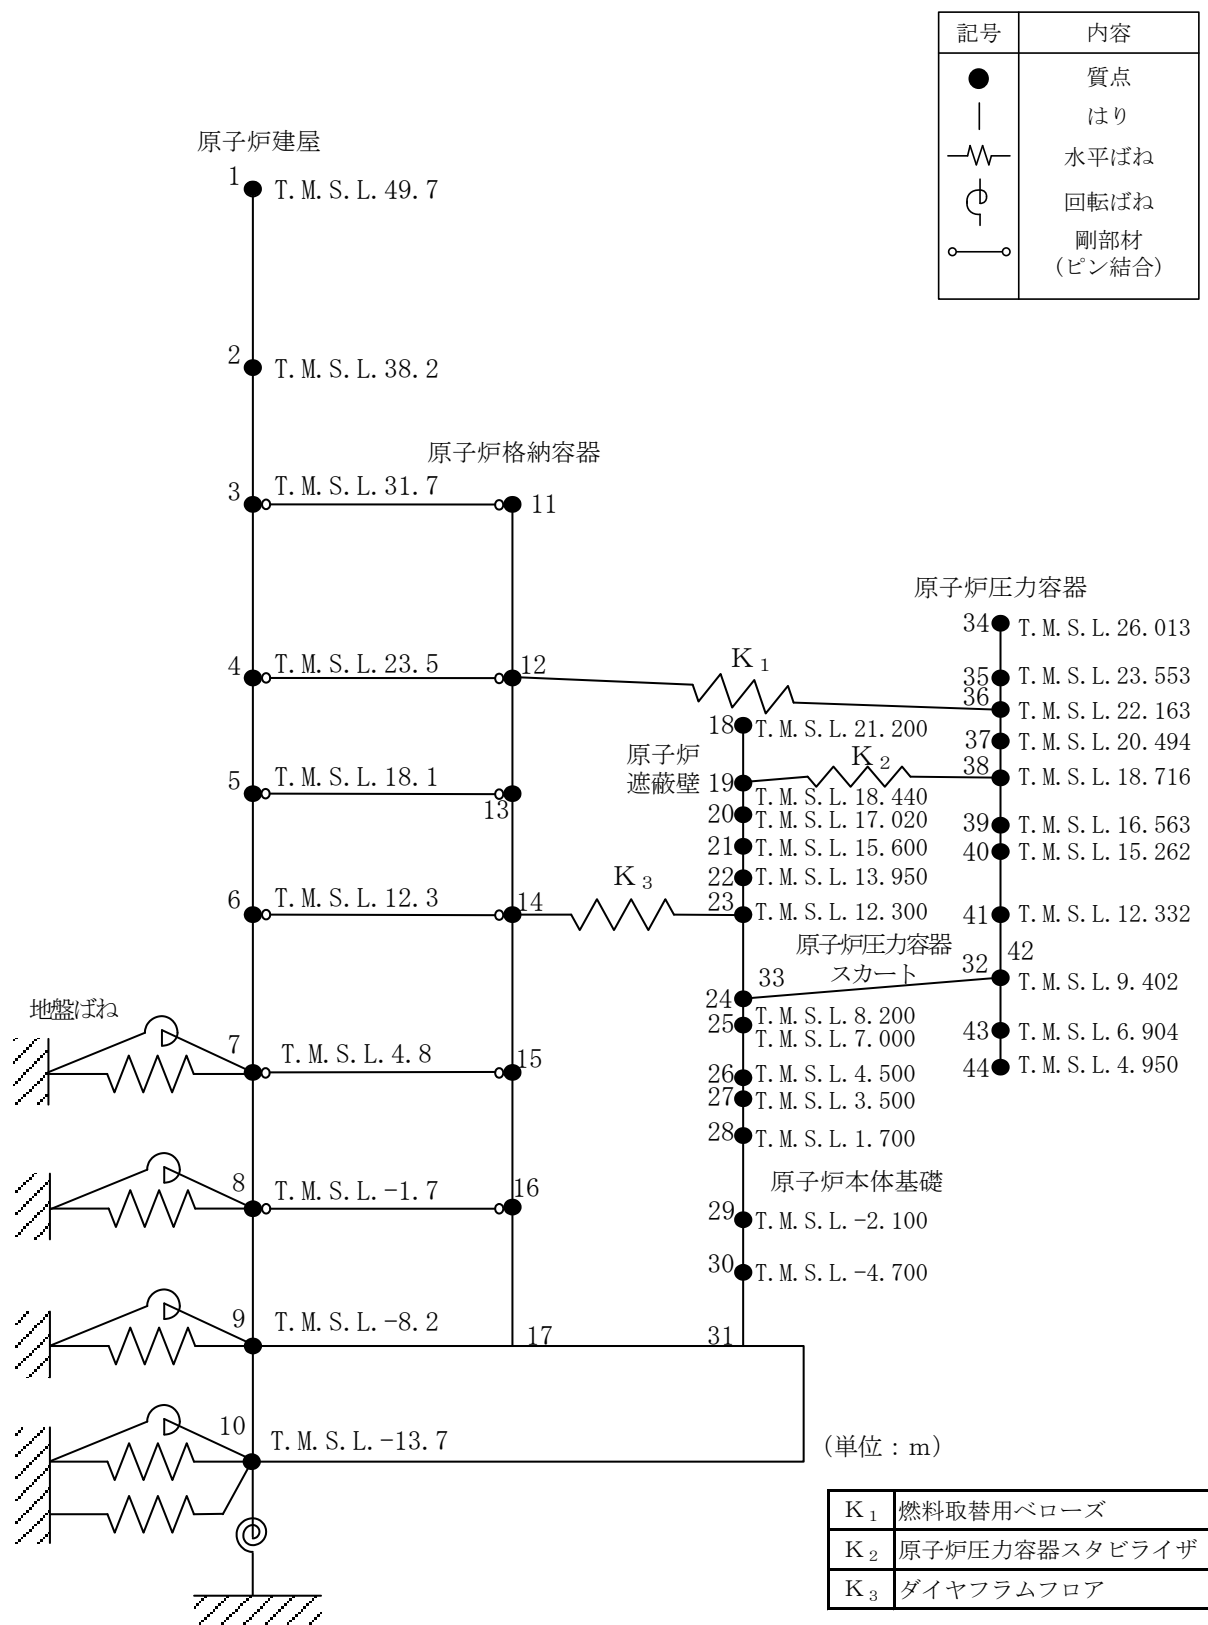 記号 内容
質点
はり
水平ばね
回転ばね
剛部材
(ピン結合)
原子炉建屋
1 T.M.S.L.49.7
2 T.M.S.L.38.2
原子炉格納容器
3 T.M.S.L.31.7 11
原子炉圧力容器
34 T.M.S.L.26.013
4 T.M.S.L.23.5 12 K₁ 35 T.M.S.L.23.553
36 T.M.S.L.22.163
18 T.M.S.L.21.200
37 T.M.S.L.20.494
原子炉
遮蔽壁
K₂
38 T.M.S.L.18.716
19 T.M.S.L.18.440
5 T.M.S.L.18.1 13
20 T.M.S.L.17.020
39 T.M.S.L.16.563
21 T.M.S.L.15.600
40 T.M.S.L.15.262
22 T.M.S.L.13.950
6 T.M.S.L.12.3 14 K₃ 23 T.M.S.L.12.300
41 T.M.S.L.12.332
原子炉圧力容器
スカート
33 32 42 T.M.S.L.9.402
24 T.M.S.L.8.200
25 T.M.S.L.7.000
43 T.M.S.L.6.904
44 T.M.S.L.4.950
地盤ばね
7 T.M.S.L.4.8 15
26 T.M.S.L.4.500
27 T.M.S.L.3.500
28 T.M.S.L.1.700
原子炉本体基礎
8 T.M.S.L.-1.7 16
29 T.M.S.L.-2.100
30 T.M.S.L.-4.700
9 T.M.S.L.-8.2 17 31
10 T.M.S.L.-13.7
(単位:m)
K₁ 燃料取替用ベローズ
K₂ 原子炉圧力容器スタビライザ
K₃ ダイヤフラムフロア